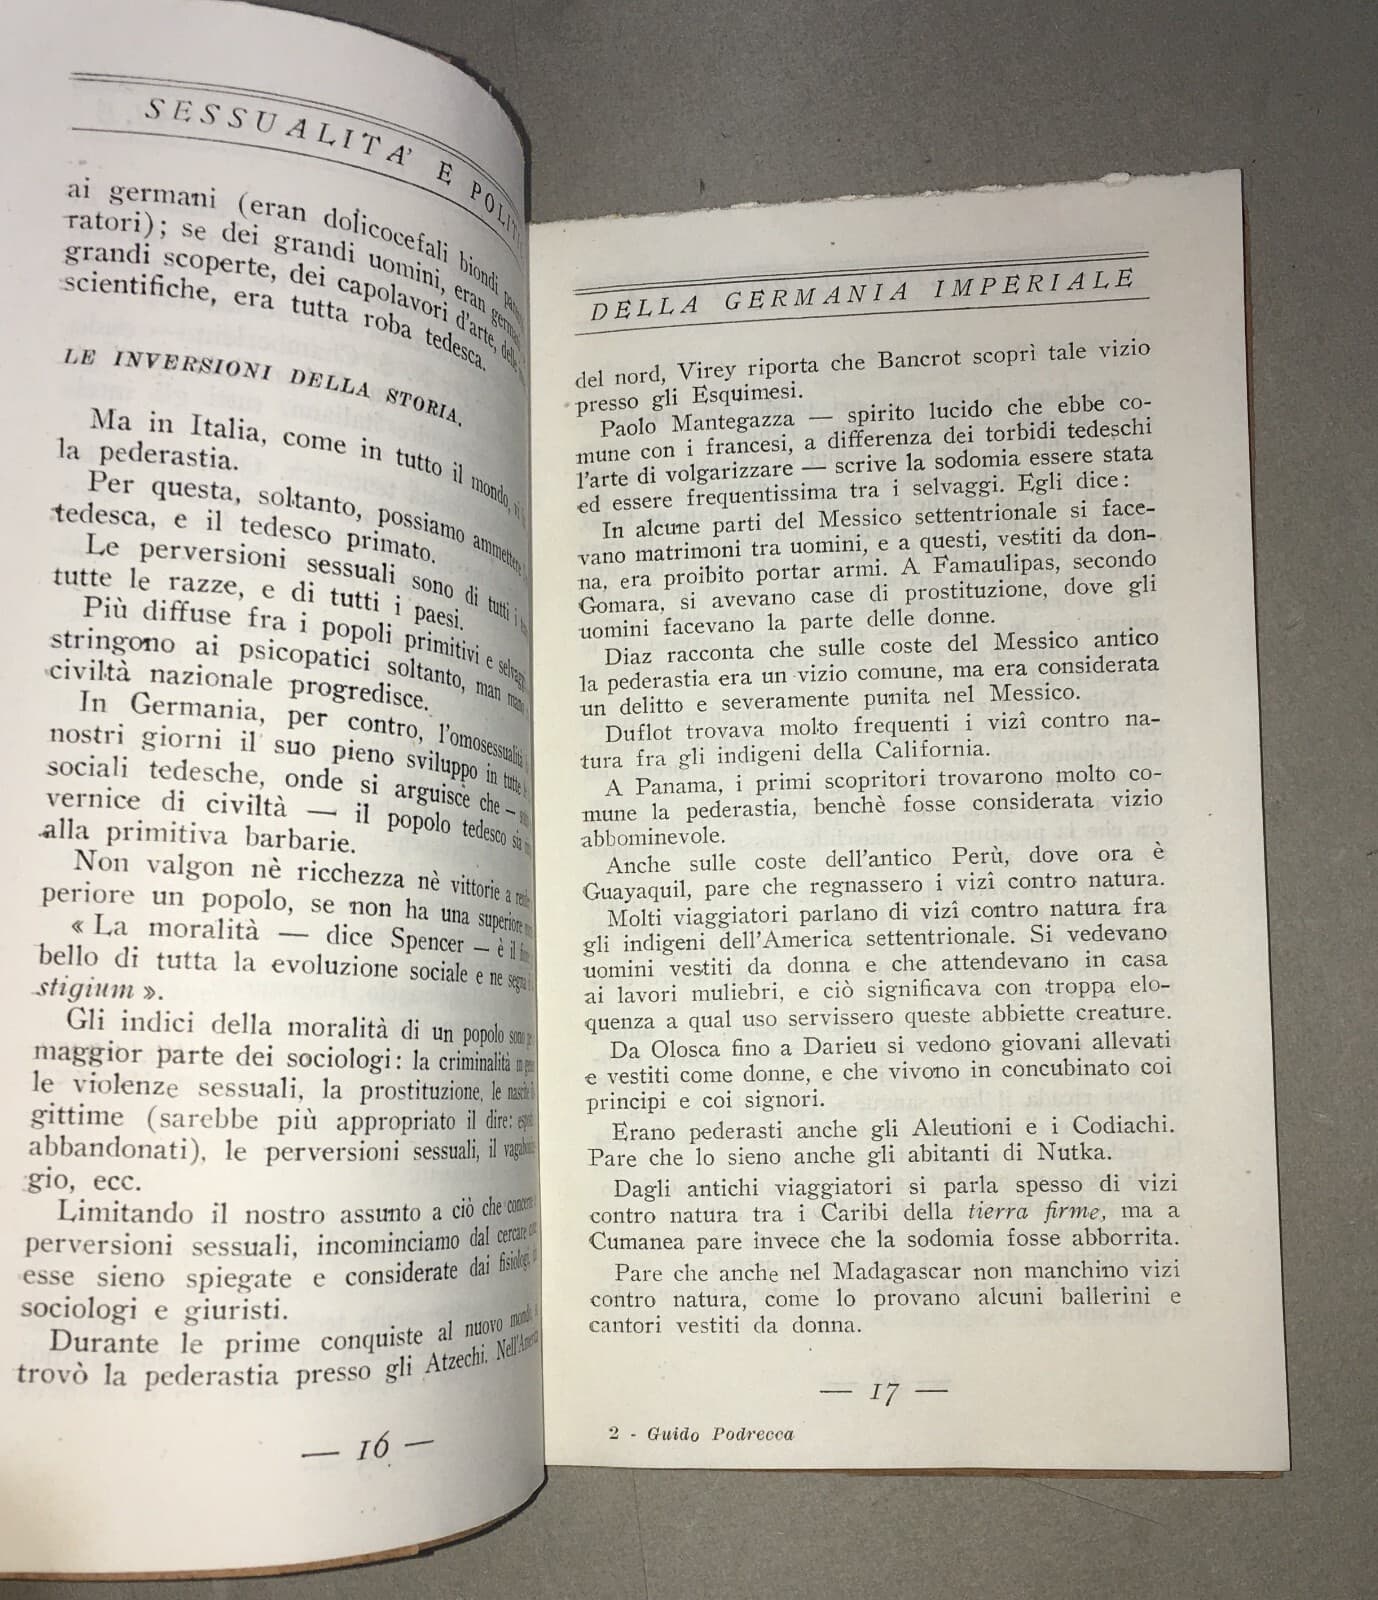 SESSUALITA' E
ai germani (eran dolicocefali biondi
ratori); se dei grandi uomini, eran
grandi scoperte, dei capolavori d'arte, delle
scientifiche, era tutta roba tedesca.
LE INVERSIONI DELLA STORIA.
Ma in Italia, come in tutto il mondo, vi
la pederastia.
Per questa, soltanto, possiamo ammettere
tedesca, e il tedesco primato.
Le perversioni sessuali sono di tutti i
tutte le razze, e di tutti i paesi.
Più diffuse fra i popoli primitivi e
stringono ai psicopatici soltanto, man mano
civiltà nazionale progredisce.
In Germania, per contro, l'omosessualità
nostri giorni il suo pieno sviluppo in tutte
sociali tedesche, onde si arguisce che —
vernice di civiltà — il popolo tedesco sia
alla primitiva barbarie.
Non valgon nè ricchezza nè vittorie a
periore un popolo, se non ha una superiore
« La moralità — dice Spencer — è il
bello di tutta la evoluzione sociale e ne segna
stigium ».
Gli indici della moralità di un popolo sono
maggior parte dei sociologi: la criminalità in
le violenze sessuali, la prostituzione, le
gittime (sarebbe più appropriato il dire:
abbandonati), le perversioni sessuali, il
gio, ecc.
Limitando il nostro assunto a ciò che concerne
perversioni sessuali, incominciamo dal cercare
esse sieno spiegate e considerate dai fisiologi,
sociologi e giuristi.
Durante le prime conquiste al nuovo mondo
trovò la pederastia presso gli Atzechi.
— 16 —
DELLA GERMANIA IMPERIALE
del nord, Virey riporta che Bancrot scoprì tale vizio
presso gli Esquimesi.
Paolo Mantegazza — spirito lucido che ebbe co-
mune con i francesi, a differenza dei torbidi tedeschi
l'arte di volgarizzare — scrive la sodomia essere stata
ed essere frequentissima tra i selvaggi. Egli dice:
In alcune parti del Messico settentrionale si face-
vano matrimoni tra uomini, e a questi, vestiti da don-
na, era proibito portar armi. A Famaulipas, secondo
Gomara, si avevano case di prostituzione, dove gli
uomini facevano la parte delle donne.
Diaz racconta che sulle coste del Messico antico
la pederastia era un vizio comune, ma era considerata
un delitto e severamente punita nel Messico.
Duflot trovava molto frequenti i vizî contro na-
tura fra gli indigeni della California.
A Panama, i primi scopritori trovarono molto co-
mune la pederastia, benchè fosse considerata vizio
abbominevole.
Anche sulle coste dell'antico Perù, dove ora è
Guayaquil, pare che regnassero i vizî contro natura.
Molti viaggiatori parlano di vizî contro natura fra
gli indigeni dell'America settentrionale. Si vedevano
uomini vestiti da donna e che attendevano in casa
ai lavori muliebri, e ciò significava con troppa elo-
quenza a qual uso servissero queste abbiette creature.
Da Olosca fino a Darieu si vedono giovani allevati
e vestiti come donne, e che vivono in concubinato coi
principi e coi signori.
Erano pederasti anche gli Aleutioni e i Codiachi.
Pare che lo sieno anche gli abitanti di Nutka.
Dagli antichi viaggiatori si parla spesso di vizi
contro natura tra i Caribi della tierra firme, ma a
Cumanea pare invece che la sodomia fosse abborrita.
Pare che anche nel Madagascar non manchino vizi
contro natura, come lo provano alcuni ballerini e
cantori vestiti da donna.
— 17 —
2 - Guido Podrecca